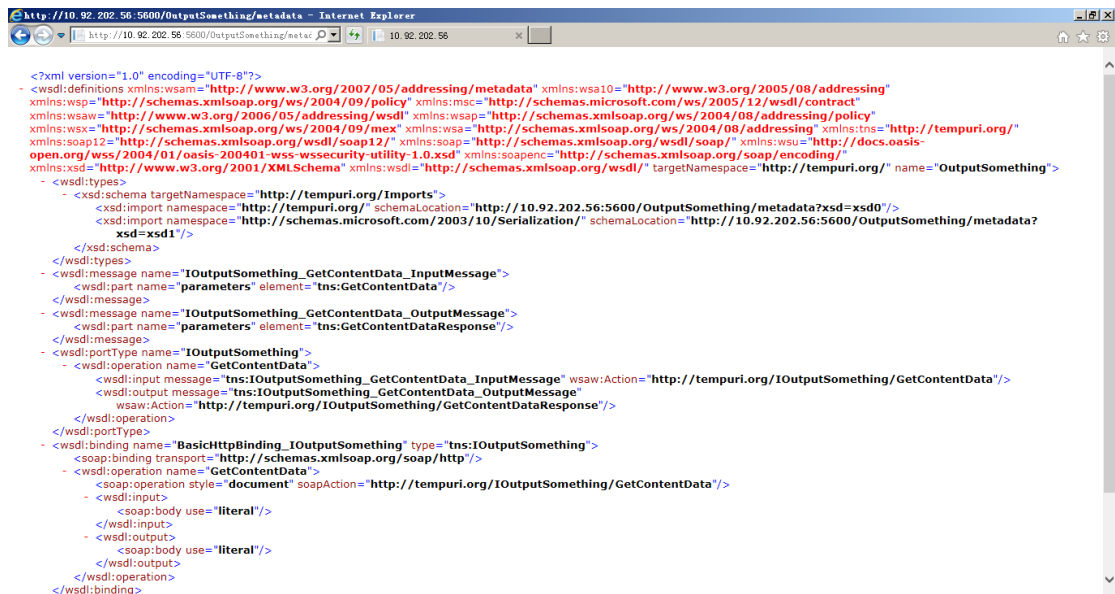 http://10.92.202.56:5600/OutputSomething/metadata - Internet Explorer
http://10.92.202.56:5600/OutputSomething/metac
10.92.202.56
<?xml version="1.0" encoding="UTF-8"?>
- <wsdl:definitions xmlns:wsam="http://www.w3.org/2007/05/addressing/metadata" xmlns:wsa10="http://www.w3.org/2005/08/addressing"
xmlns:wsp="http://schemas.xmlsoap.org/ws/2004/09/policy" xmlns:msc="http://schemas.microsoft.com/ws/2005/12/wsdl/contract"
xmlns:wsaw="http://www.w3.org/2006/05/addressing/wsdl" xmlns:wsap="http://schemas.xmlsoap.org/ws/2004/08/addressing/policy"
xmlns:wsx="http://schemas.xmlsoap.org/ws/2004/09/mex" xmlns:wsa="http://schemas.xmlsoap.org/ws/2004/08/addressing" xmlns:tns="http://tempuri.org/"
xmlns:soap12="http://schemas.xmlsoap.org/wsdl/soap12/" xmlns:soap="http://schemas.xmlsoap.org/wsdl/soap/" xmlns:wsu="http://docs.oasis-
open.org/wss/2004/01/oasis-200401-wss-wssecurity-utility-1.0.xsd" xmlns:soapenc="http://schemas.xmlsoap.org/soap/encoding/"
xmlns:xsd="http://www.w3.org/2001/XMLSchema" xmlns:wsdl="http://schemas.xmlsoap.org/wsdl/" targetNamespace="http://tempuri.org/" name="OutputSomething">
- <wsdl:types>
- <xsd:schema targetNamespace="http://tempuri.org/Imports">
<xsd:import namespace="http://tempuri.org/" schemaLocation="http://10.92.202.56:5600/OutputSomething/metadata?xsd=xsd0"/>
<xsd:import namespace="http://schemas.microsoft.com/2003/10/Serialization/" schemaLocation="http://10.92.202.56:5600/OutputSomething/metadata?
xsd=xsd1"/>
</xsd:schema>
</wsdl:types>
- <wsdl:message name="IOutputSomething_GetContentData_InputMessage">
<wsdl:part name="parameters" element="tns:GetContentData"/>
</wsdl:message>
- <wsdl:message name="IOutputSomething_GetContentData_OutputMessage">
<wsdl:part name="parameters" element="tns:GetContentDataResponse"/>
</wsdl:message>
- <wsdl:portType name="IOutputSomething">
- <wsdl:operation name="GetContentData">
<wsdl:input message="tns:IOutputSomething_GetContentData_InputMessage" wsaw:Action="http://tempuri.org/IOutputSomething/GetContentData"/>
<wsdl:output message="tns:IOutputSomething_GetContentData_OutputMessage"
wsaw:Action="http://tempuri.org/IOutputSomething/GetContentDataResponse"/>
</wsdl:operation>
</wsdl:portType>
- <wsdl:binding name="BasicHttpBinding_IOutputSomething" type="tns:IOutputSomething">
<soap:binding transport="http://schemas.xmlsoap.org/soap/http"/>
- <wsdl:operation name="GetContentData">
<soap:operation style="document" soapAction="http://tempuri.org/IOutputSomething/GetContentData"/>
- <wsdl:input>
<soap:body use="literal"/>
</wsdl:input>
- <wsdl:output>
<soap:body use="literal"/>
</wsdl:output>
</wsdl:operation>
</wsdl:binding>